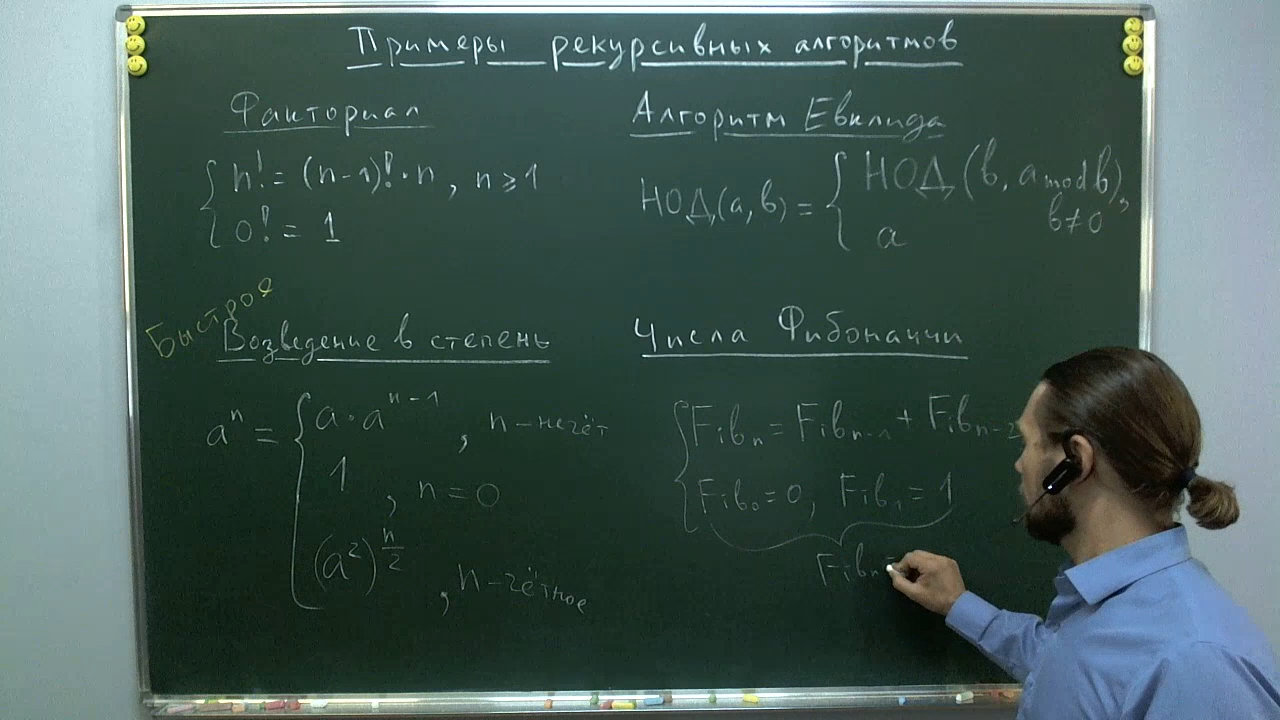 Примеры рекурсивных алгоритмов
Факториал
n! = (n-1)! · n, n ⩾ 1
0! = 1
Алгоритм Евклида
НОД(a, b) =
НОД(b, a mod b),
b ≠ 0
a
Быстрое
Возведение в степень
aⁿ =
a · aⁿ⁻¹, n - нечёт
1, n = 0
(a²)^(n/2), n - чётное
Числа Фибоначчи
Fibₙ = Fibₙ₋₁ + Fibₙ₋₂
Fib₀ = 0, Fib₁ = 1
Fibₙ =